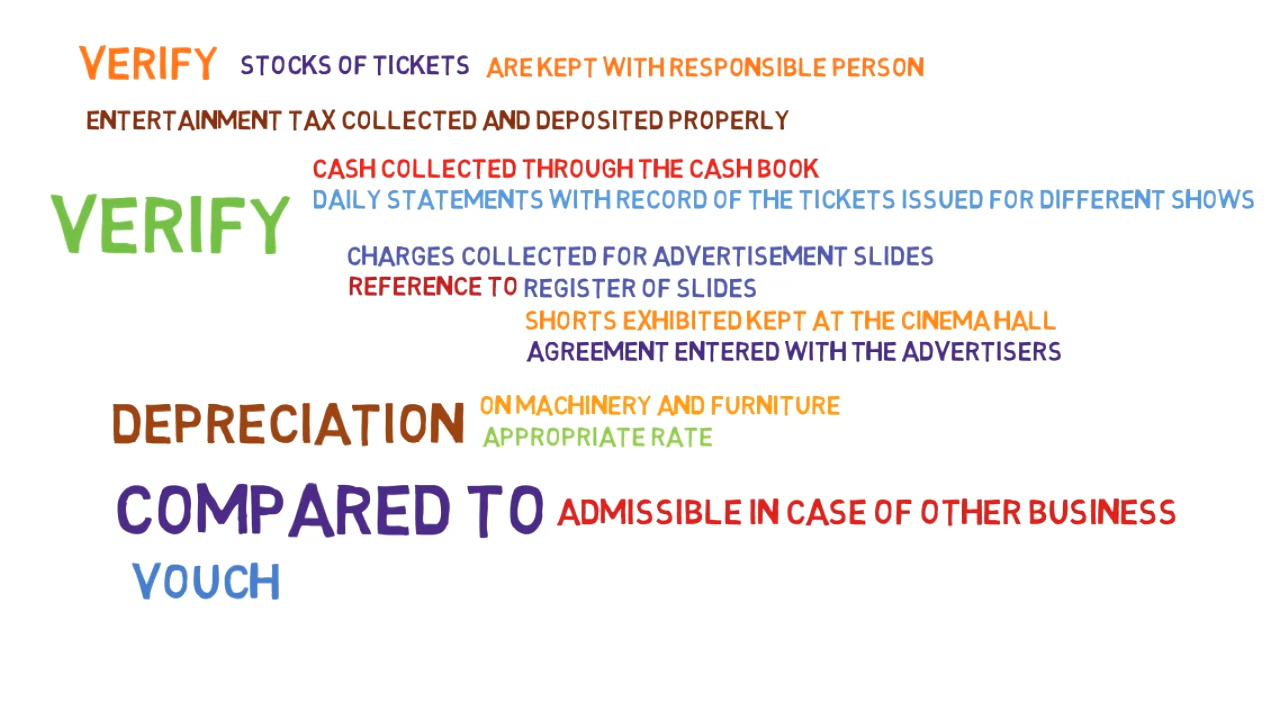 VERIFY STOCKS OF TICKETS ARE KEPT WITH RESPONSIBLE PERSON
ENTERTAINMENT TAX COLLECTED AND DEPOSITED PROPERLY
VERIFY
CASH COLLECTED THROUGH THE CASH BOOK
DAILY STATEMENTS WITH RECORD OF THE TICKETS ISSUED FOR DIFFERENT SHOWS
CHARGES COLLECTED FOR ADVERTISEMENT SLIDES
REFERENCE TO REGISTER OF SLIDES
SHORTS EXHIBITED KEPT AT THE CINEMA HALL
AGREEMENT ENTERED WITH THE ADVERTISERS
DEPRECIATION
ON MACHINERY AND FURNITURE
APPROPRIATE RATE
COMPARED TO ADMISSIBLE IN CASE OF OTHER BUSINESS
VOUCH